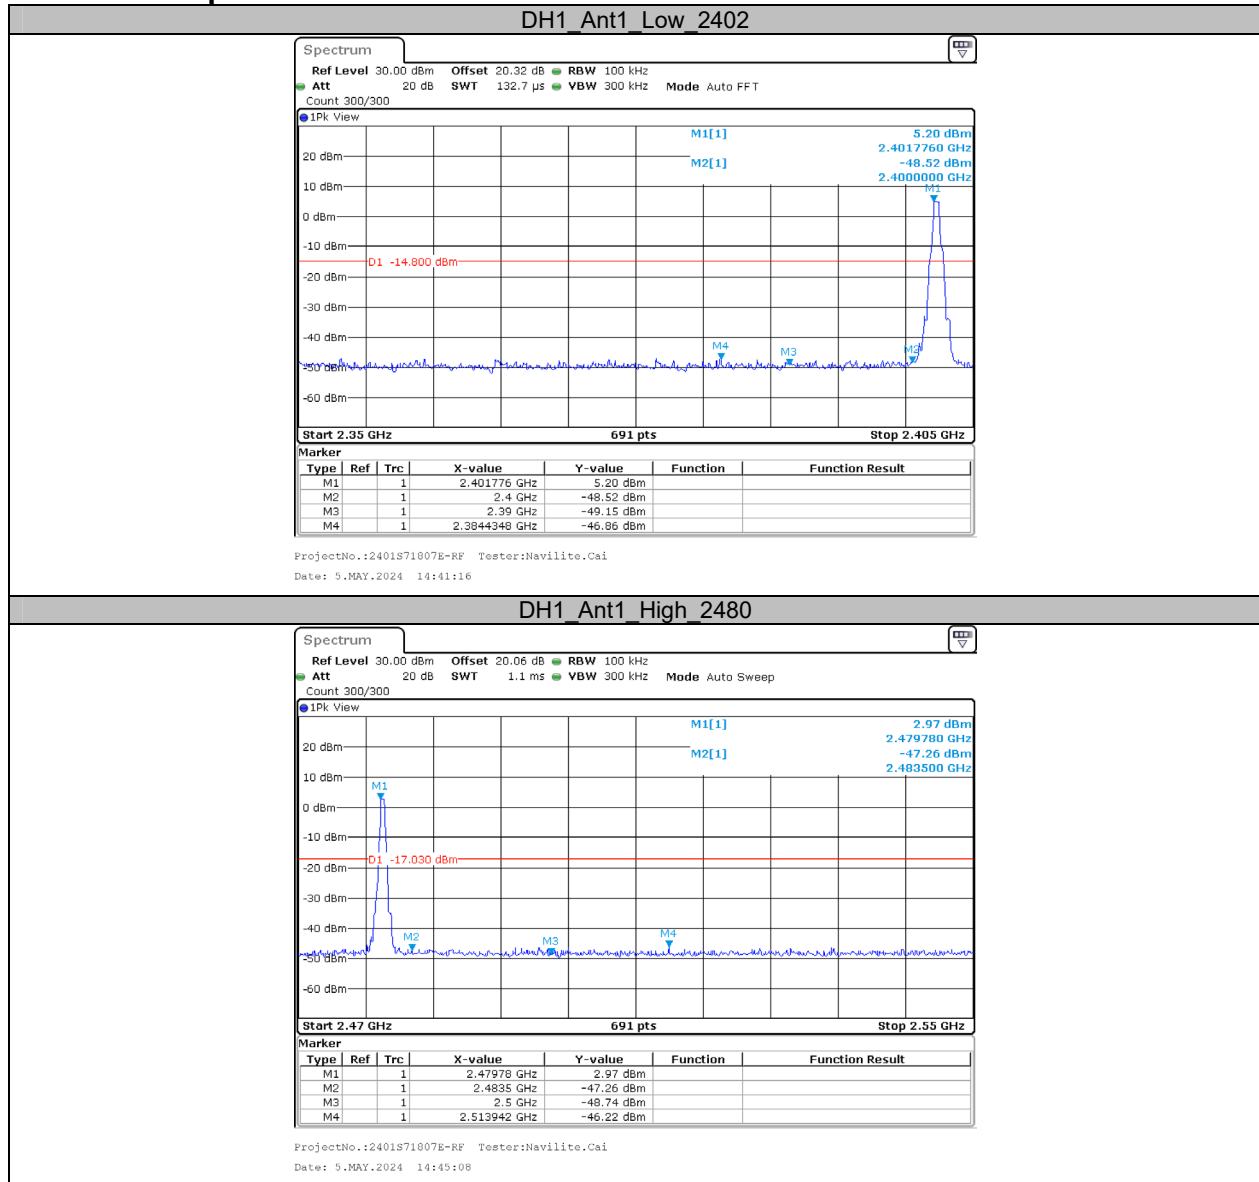 DH1_Ant1_Low_2402
Spectrum
Ref Level 30.00 dBm Offset 20.32 dB RBW 100 kHz
Att 20 dB SWT 132.7 µs VBW 300 kHz Mode Auto FFT
Count 300/300
1Pk View
M1[1] 5.20 dBm
2.4017760 GHz
20 dBm
M2[1] -48.52 dBm
2.4000000 GHz
10 dBm
M1
0 dBm
-10 dBm
D1 -14.800 dBm
-20 dBm
-30 dBm
-40 dBm
M4 M3 M2
-50 dBm
-60 dBm
Start 2.35 GHz 691 pts Stop 2.405 GHz
Marker
Type Ref Trc X-value Y-value Function Function Result
M1 1 2.401776 GHz 5.20 dBm
M2 1 2.4 GHz -48.52 dBm
M3 1 2.39 GHz -49.15 dBm
M4 1 2.3844348 GHz -46.86 dBm
ProjectNo.:2401S71807E-RF Tester:Navilite.Cai
Date: 5.MAY.2024 14:41:16
DH1_Ant1_High_2480
Spectrum
Ref Level 30.00 dBm Offset 20.06 dB RBW 100 kHz
Att 20 dB SWT 1.1 ms VBW 300 kHz Mode Auto Sweep
Count 300/300
1Pk View
M1[1] 2.97 dBm
2.479780 GHz
20 dBm
M2[1] -47.26 dBm
2.483500 GHz
10 dBm
M1
0 dBm
-10 dBm
D1 -17.030 dBm
-20 dBm
-30 dBm
-40 dBm
M2 M3 M4
-50 dBm
-60 dBm
Start 2.47 GHz 691 pts Stop 2.55 GHz
Marker
Type Ref Trc X-value Y-value Function Function Result
M1 1 2.47978 GHz 2.97 dBm
M2 1 2.4835 GHz -47.26 dBm
M3 1 2.5 GHz -48.74 dBm
M4 1 2.513942 GHz -46.22 dBm
ProjectNo.:2401S71807E-RF Tester:Navilite.Cai
Date: 5.MAY.2024 14:45:08